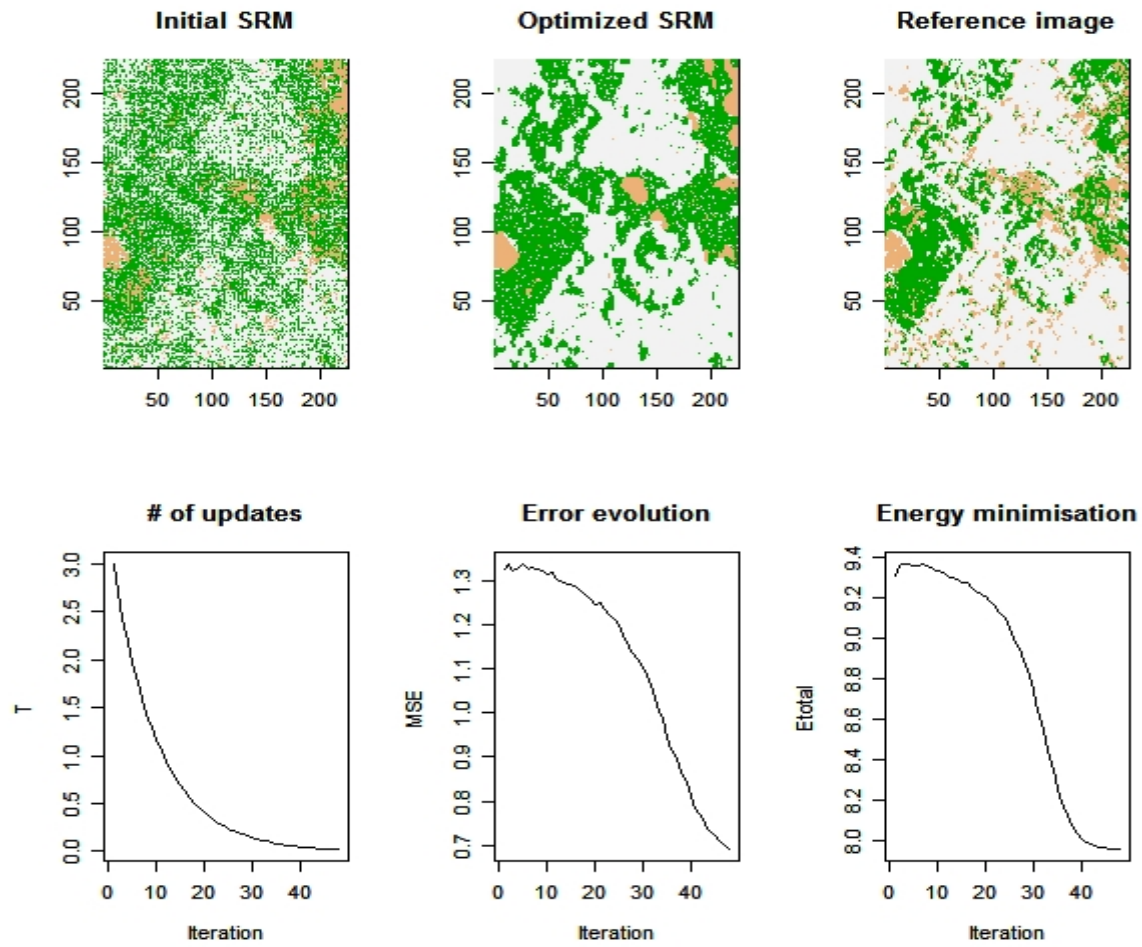 Initial SRM
Optimized SRM
Reference image
200
150
100
50
50 100 150 200
200
150
100
50
50 100 150 200
200
150
100
50
50 100 150 200
# of updates
Error evolution
Energy minimisation
T
3.0
2.5
2.0
1.5
1.0
0.5
0.0
0 10 20 30 40
Iteration
MSE
1.3
1.2
1.1
1.0
0.9
0.8
0.7
0 10 20 30 40
Iteration
Etotal
9.4
9.2
9.0
8.8
8.6
8.4
8.2
8.0
0 10 20 30 40
Iteration